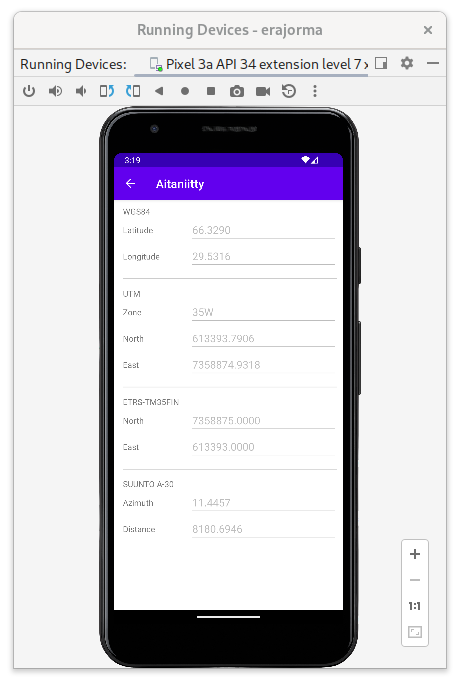 Running Devices - erajorma
Running Devices:
Pixel 3a API 34 extension level 7 x
3:19
Aitaniitty
WGS84
Latitude 66.3290
Longitude 29.5316
UTM
Zone 35W
North 613393.7906
East 7358874.9318
ETRS-TM35FIN
North 7358875.0000
East 613393.0000
SUUNTO A-30
Azimuth 11.4457
Distance 8180.6946
1:1